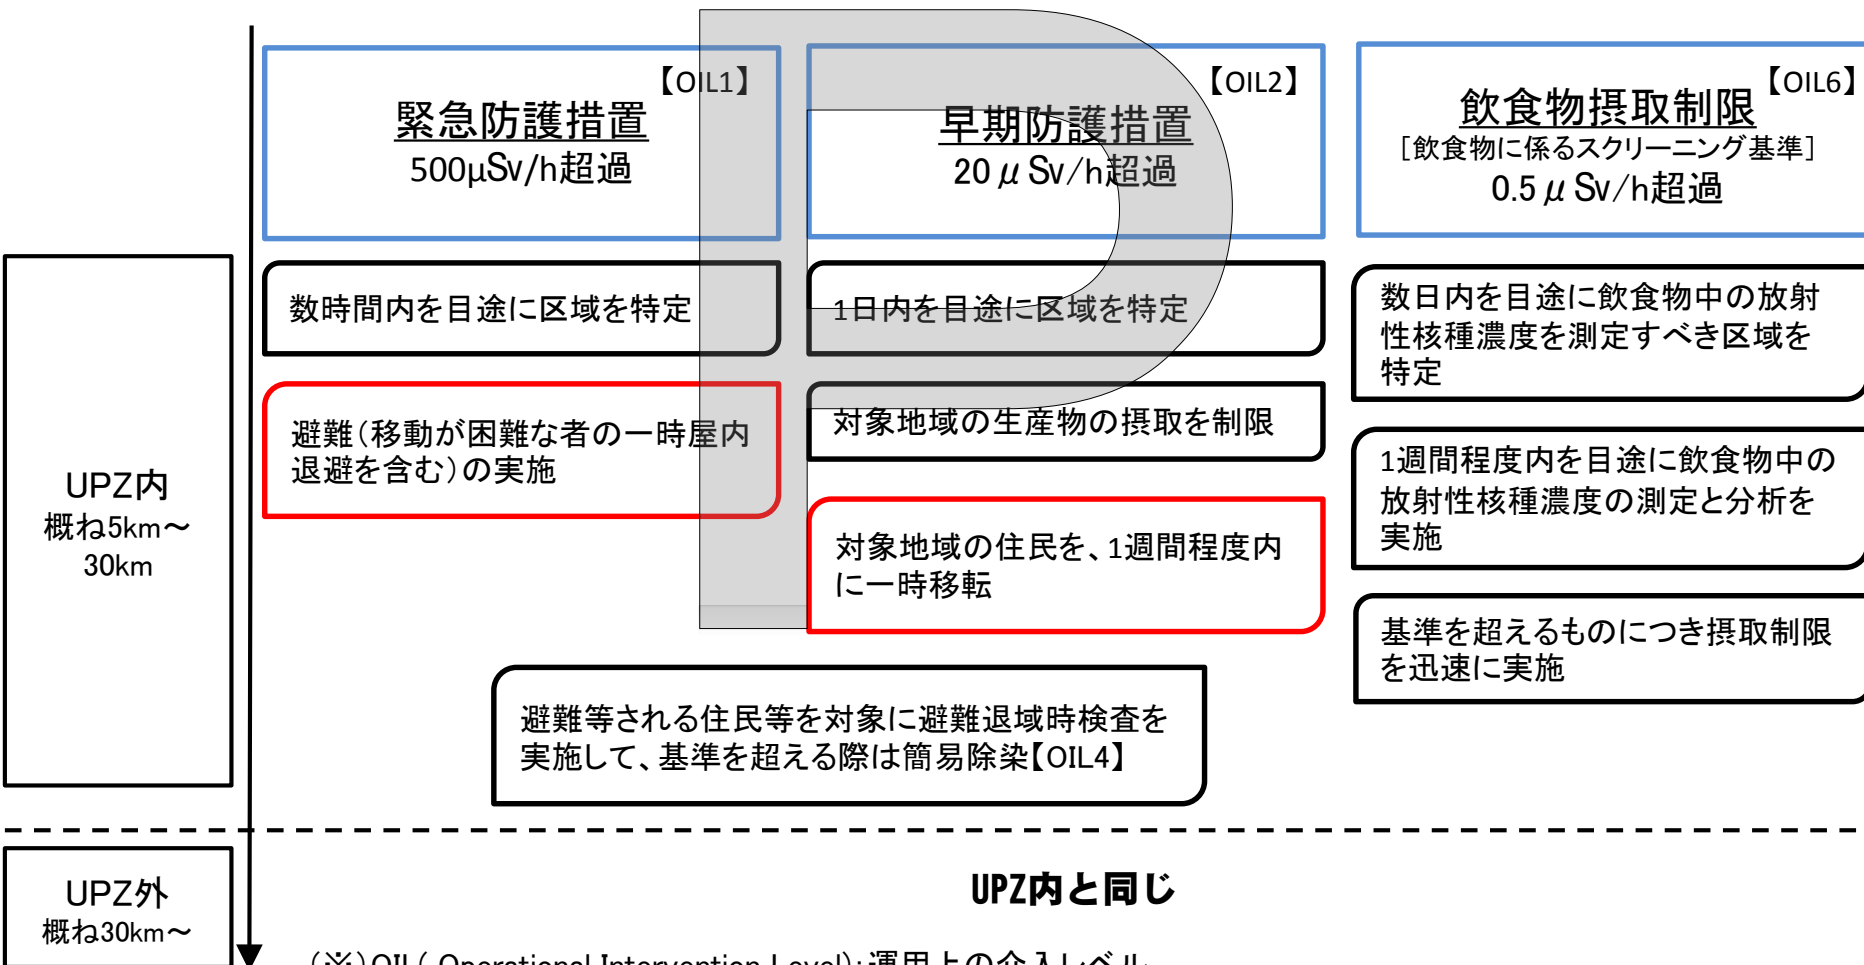 【OIL1】
緊急防護措置
500μSv/h超過
【OIL2】
早期防護措置
20μSv/h超過
【OIL6】
飲食物摂取制限
[飲食物に係るスクリーニング基準]
0.5μSv/h超過
UPZ内
概ね5km～
30km
数時間内を目途に区域を特定
避難(移動が困難な者の一時屋内
退避を含む)の実施
1日内を目途に区域を特定
対象地域の生産物の摂取を制限
対象地域の住民を、1週間程度内
に一時移転
数日内を目途に飲食物中の放射
性核種濃度を測定すべき区域を
特定
1週間程度内を目途に飲食物中の
放射性核種濃度の測定と分析を
実施
基準を超えるものにつき摂取制限
を迅速に実施
避難等される住民等を対象に避難退域時検査を
実施して、基準を超える際は簡易除染【OIL4】
UPZ外
概ね30km～
UPZ内と同じ
(※)OIL( Operational Intervention Level):運用上の介入レベル